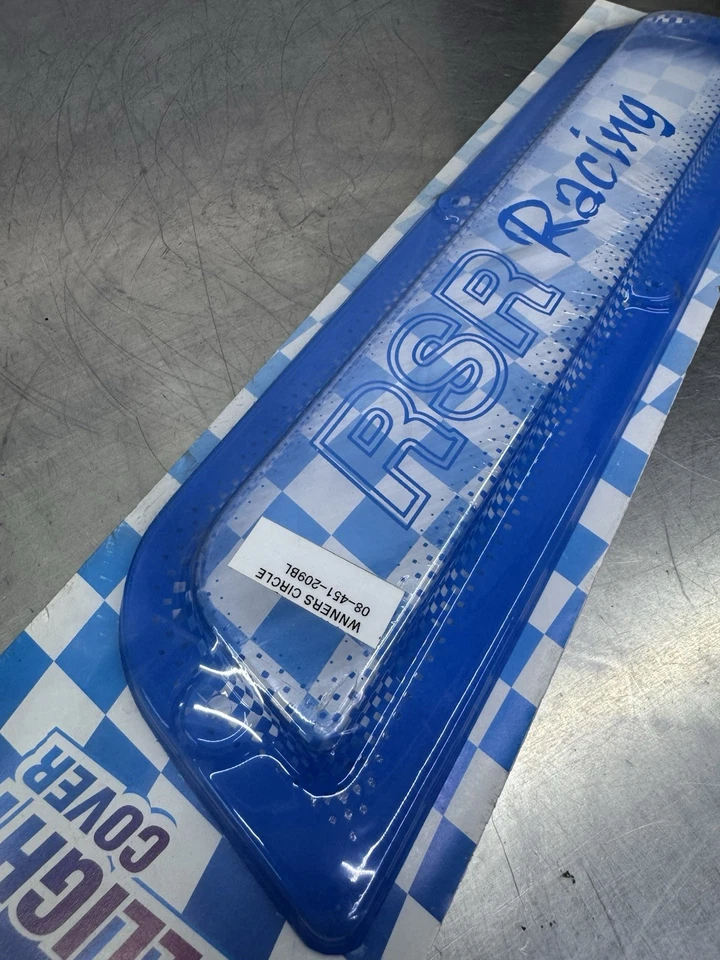 RSR Racing
WNNERS CIRCLE
08-451-209BL
LIGHT
COVER